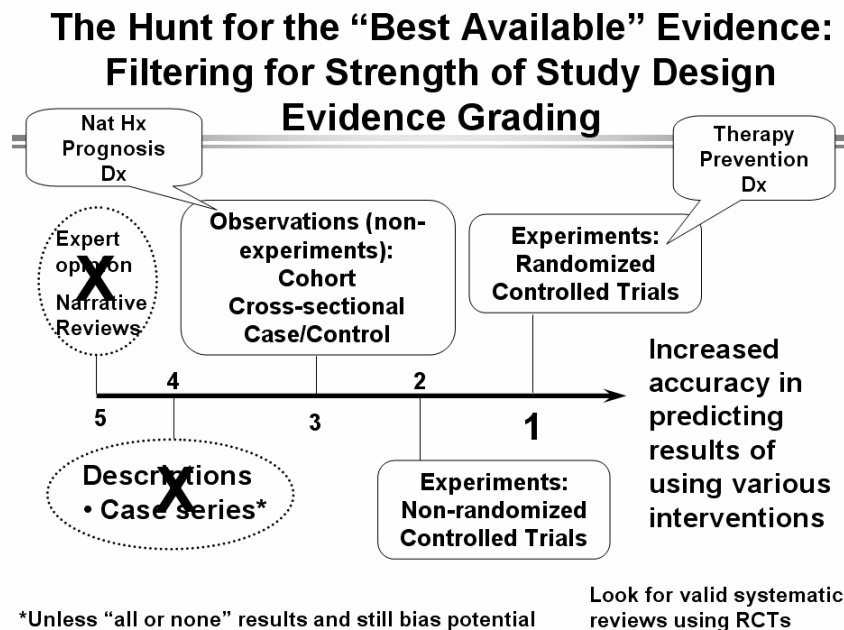 The Hunt for the “Best Available” Evidence:
Filtering for Strength of Study Design
Evidence Grading
Nat Hx
Prognosis
Dx
Therapy
Prevention
Dx
Expert
opinion
Narrative
Reviews
X
Observations (non-
experiments):
Cohort
Cross-sectional
Case/Control
Experiments:
Randomized
Controlled Trials
Increased
accuracy in
predicting
results of
using various
interventions
4
2
5
3
1
Descriptions
• Case series*
X
Experiments:
Non-randomized
Controlled Trials
*Unless “all or none” results and still bias potential
Look for valid systematic
reviews using RCTs